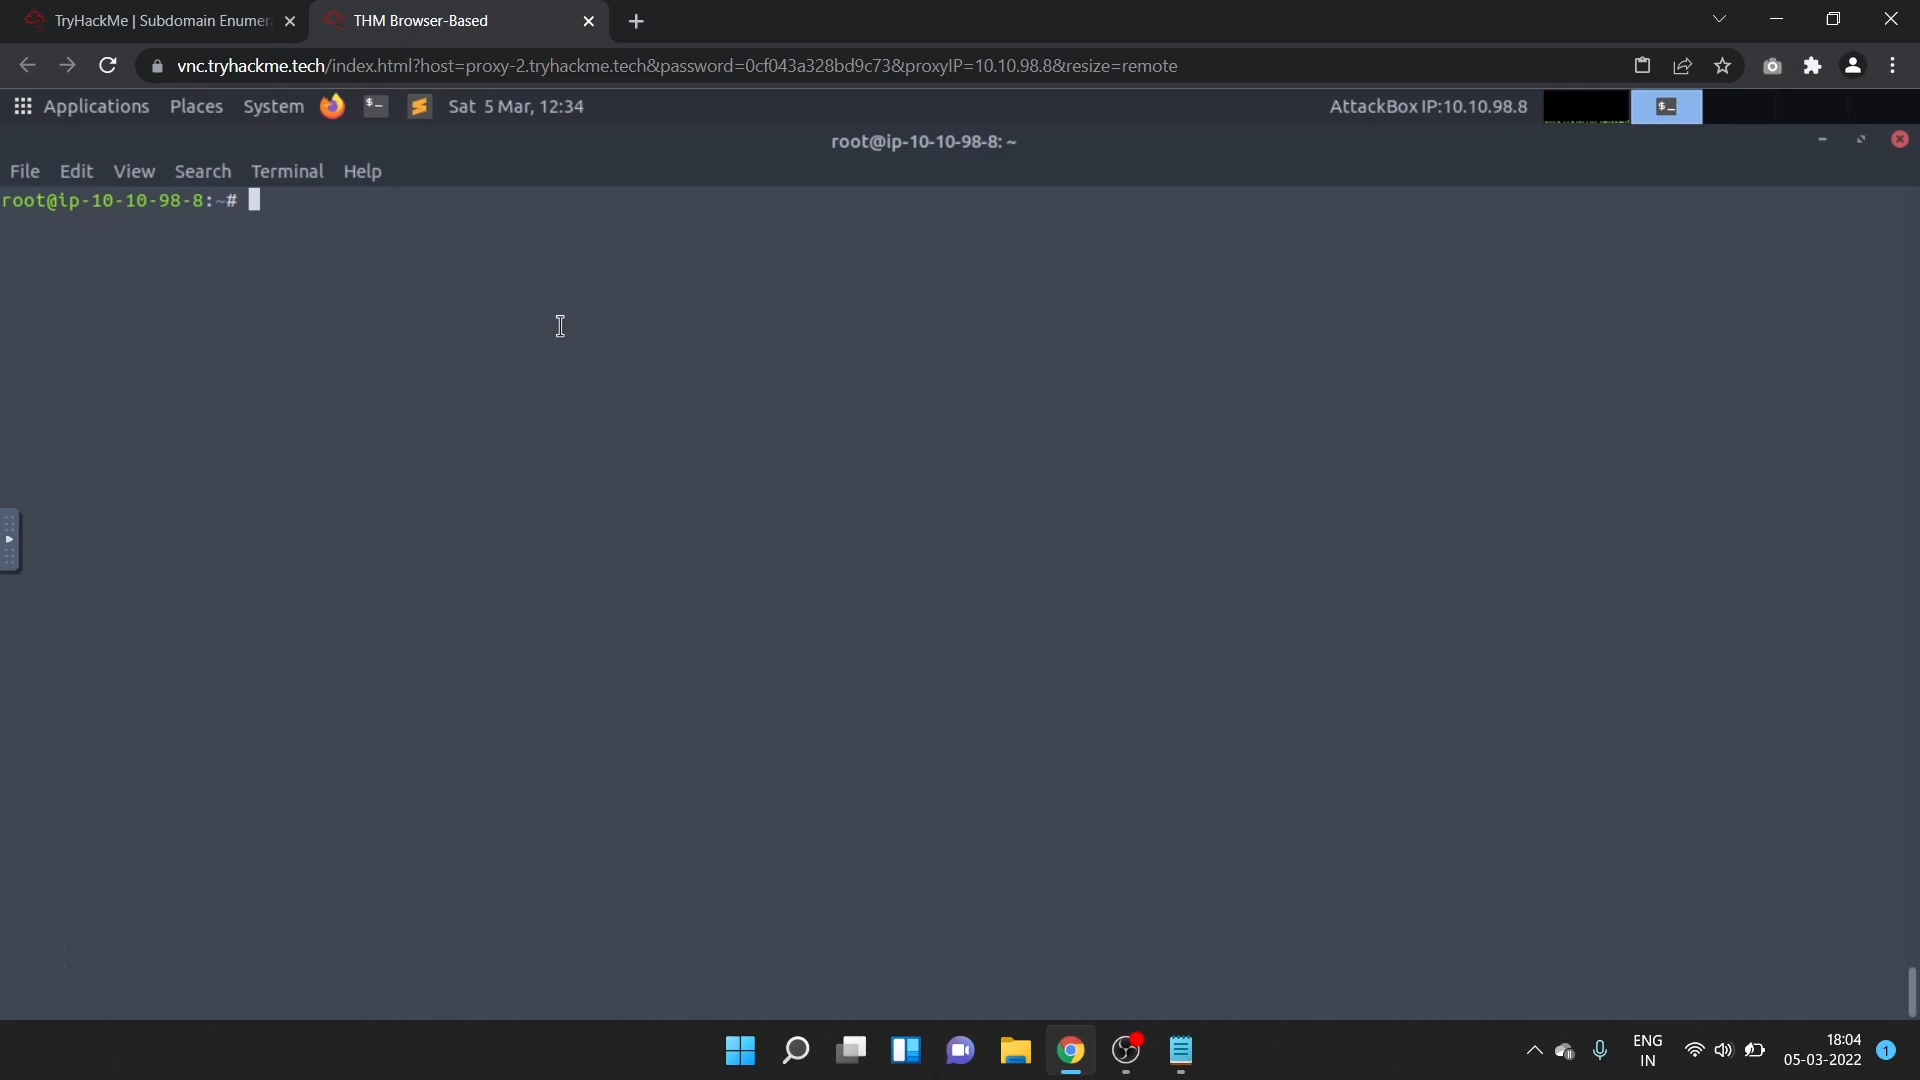 TryHackMe | Subdomain Enumer
THM Browser-Based
vnc.tryhackme.tech/index.html?host=proxy-2.tryhackme.tech&password=0cf043a328bd9c73&proxyIP=10.10.98.8&resize=remote
Applications Places System $_ Sat 5 Mar, 12:34 AttackBox IP:10.10.98.8 $_
root@ip-10-10-98-8: ~
File Edit View Search Terminal Help
root@ip-10-10-98-8:~#
ENG 18:04
IN 05-03-2022 1